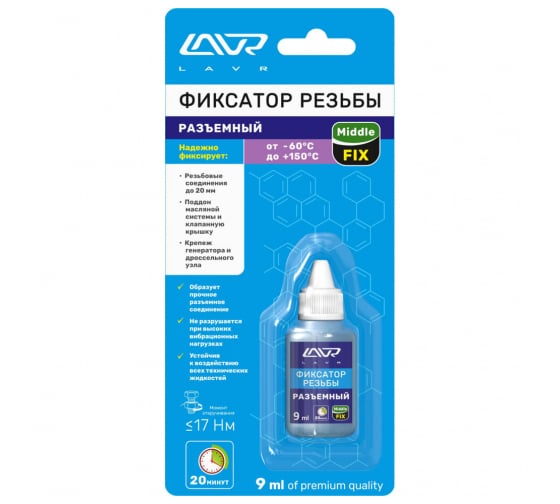 LAVR
LAVR
ФИКСАТОР РЕЗЬБЫ
РАЗЪЕМНЫЙ
Надежно
фиксирует:
от -60°С
до +150°С
Middle
FIX
• Резьбовые
соединения
до 20 мм
• Поддон
масляной
системы и
клапанную
крышку
• Крепеж
генератора и
дроссельного
узла
Образует
прочное
разъемное
соединение
Не разрушается
при высоких
вибрационных
нагрузках
Устойчив
к воздействию
всех технических
жидкостей
Момент
откручивания
≤17 Нм
20 МИНУТ
9 ml of premium quality
LAVR
LAVR
ФИКСАТОР
РЕЗЬБЫ
РАЗЪЕМНЫЙ
9 ml
Middle
FIX